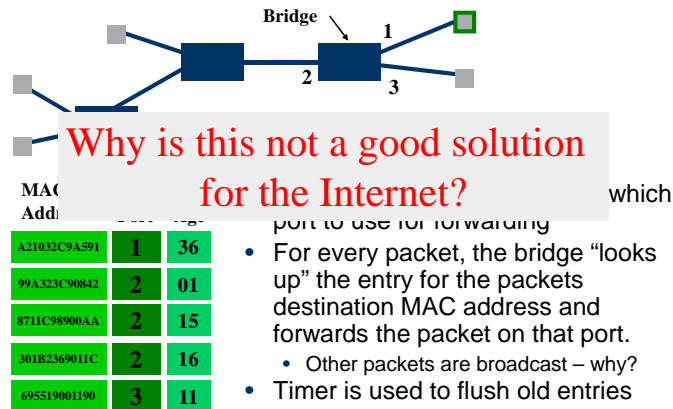 Bridge
1
2
3
Why is this not a good solution
for the Internet?
which
port to use for forwarding
A21032C9A591 1 36
99A323C90842 2 01
8711C98900AA 2 15
301B2369011C 2 16
695519001190 3 11
• For every packet, the bridge “looks
up” the entry for the packets
destination MAC address and
forwards the packet on that port.
• Other packets are broadcast – why?
• Timer is used to flush old entries